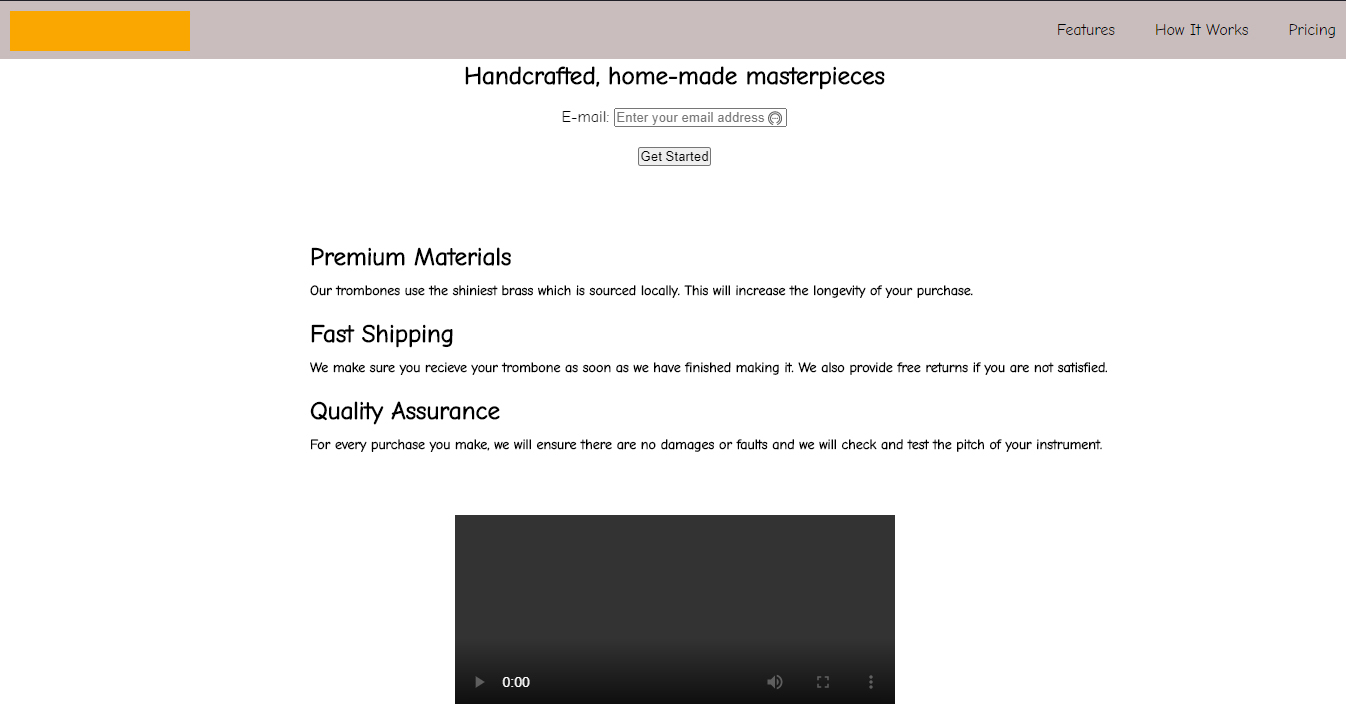 Features How It Works Pricing
Handcrafted, home-made masterpieces
E-mail: Enter your email address
Get Started
Premium Materials
Our trombones use the shiniest brass which is sourced locally. This will increase the longevity of your purchase.
Fast Shipping
We make sure you recieve your trombone as soon as we have finished making it. We also provide free returns if you are not satisfied.
Quality Assurance
For every purchase you make, we will ensure there are no damages or faults and we will check and test the pitch of your instrument.
0:00